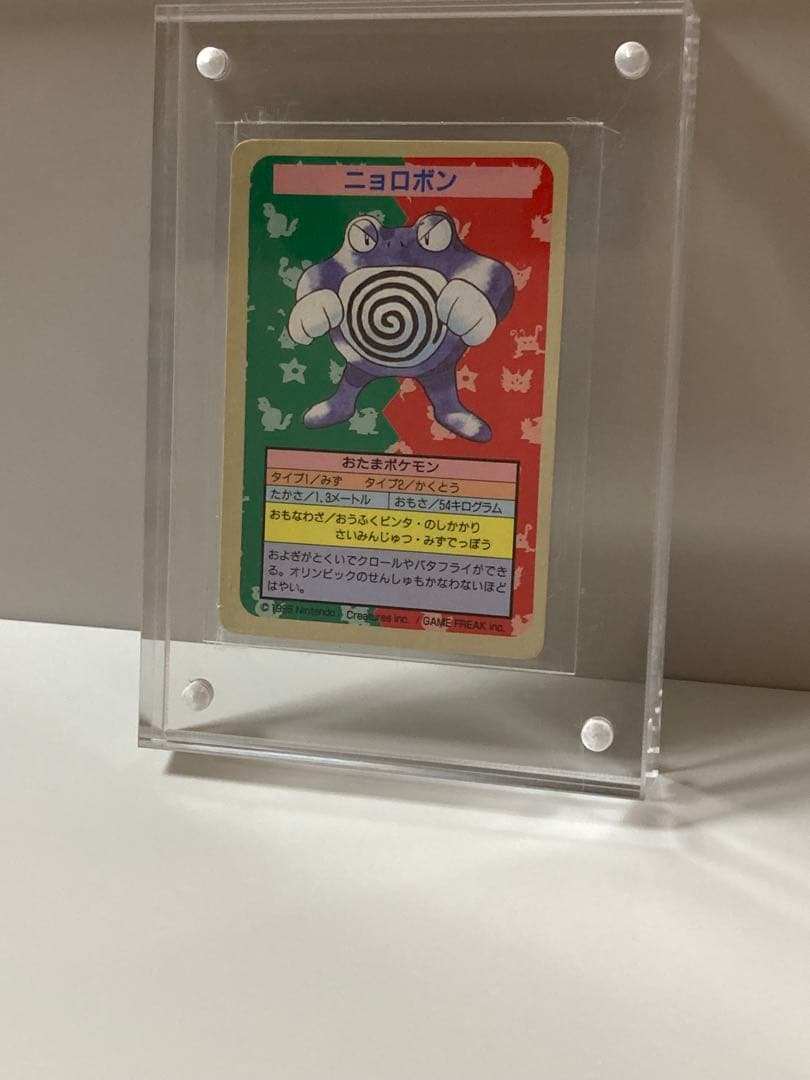 ニョロボン
おたまポケモン
タイプ1/みず タイプ2/かくとう
たかさ/1.3メートル おもさ/54キログラム
おもなわざ/おうふくビンタ・のしかかり
さいみんじゅつ・みずでっぽう
およぎがとくいでクロールやバタフライができ
る。オリンピックのせんしゅもかなわないほど
はやい。
© 1995 Nintendo / Creatures inc. / GAME FREAK inc.